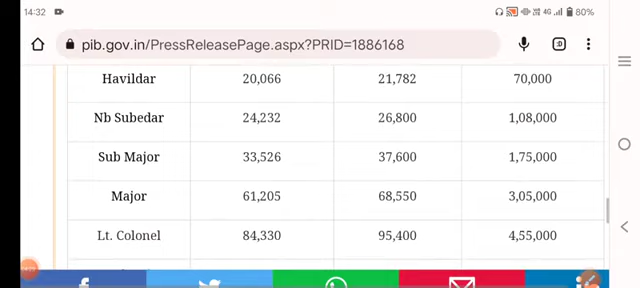 14:32 4G 80%
pib.gov.in/PressReleasePage.aspx?PRID=1886168
Havildar 20,066 21,782 70,000
Nb Subedar 24,232 26,800 1,08,000
Sub Major 33,526 37,600 1,75,000
Major 61,205 68,550 3,05,000
Lt. Colonel 84,330 95,400 4,55,000